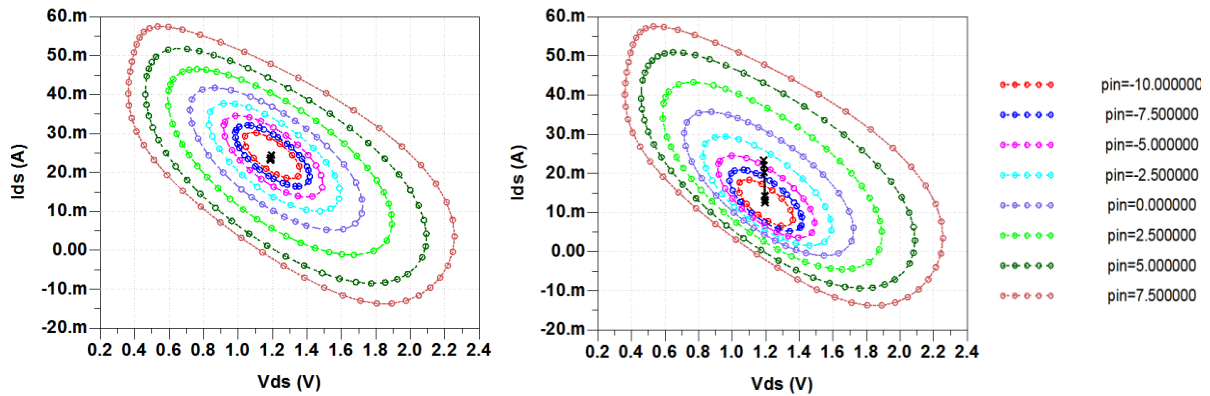 60.m
50.m
40.m
30.m
20.m
10.m
0.00
-10.m
-20.m
Ids (A)
0.2 0.4 0.6 0.8 1.0 1.2 1.4 1.6 1.8 2.0 2.2 2.4
Vds (V)
60.m
50.m
40.m
30.m
20.m
10.m
0.00
-10.m
-20.m
Ids (A)
0.2 0.4 0.6 0.8 1.0 1.2 1.4 1.6 1.8 2.0 2.2 2.4
Vds (V)
pin=-10.000000
pin=-7.500000
pin=-5.000000
pin=-2.500000
pin=0.000000
pin=2.500000
pin=5.000000
pin=7.500000